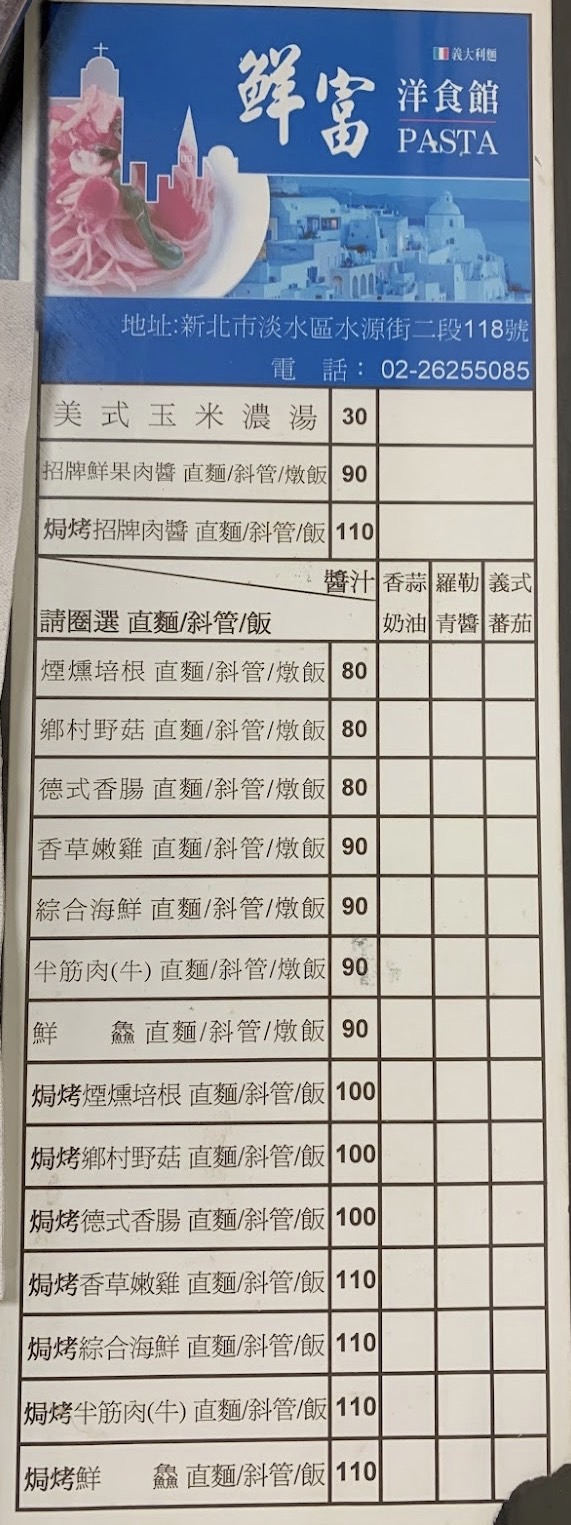 義大利麵
鮮富 洋食館
PASTA
地址:新北市淡水區水源街二段118號
電 話: 02-26255085
美式玉米濃湯 30
招牌鮮果肉醬 直麵/斜管/燉飯 90
焗烤招牌肉醬 直麵/斜管/飯 110
醬汁 香蒜奶油 羅勒青醬 義式蕃茄
請圈選 直麵/斜管/飯
煙燻培根 直麵/斜管/燉飯 80
鄉村野菇 直麵/斜管/燉飯 80
德式香腸 直麵/斜管/燉飯 80
香草嫩雞 直麵/斜管/燉飯 90
綜合海鮮 直麵/斜管/燉飯 90
半筋肉(牛) 直麵/斜管/燉飯 90
鮮 鱻 直麵/斜管/燉飯 90
焗烤煙燻培根 直麵/斜管/飯 100
焗烤鄉村野菇 直麵/斜管/飯 100
焗烤德式香腸 直麵/斜管/飯 100
焗烤香草嫩雞 直麵/斜管/飯 110
焗烤綜合海鮮 直麵/斜管/飯 110
焗烤半筋肉(牛) 直麵/斜管/飯 110
焗烤鮮 鱻 直麵/斜管/飯 110